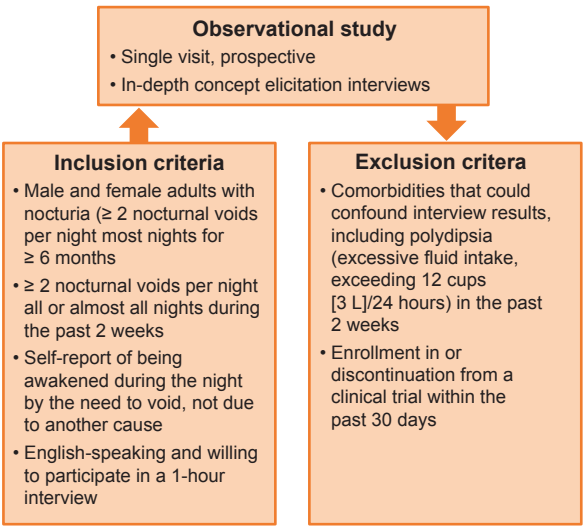 Observational study
• Single visit, prospective
• In-depth concept elicitation interviews
Inclusion criteria
• Male and female adults with
nocturia (≥ 2 nocturnal voids
per night most nights for
≥ 6 months
• ≥ 2 nocturnal voids per night
all or almost all nights during
the past 2 weeks
• Self-report of being
awakened during the night
by the need to void, not due
to another cause
• English-speaking and willing
to participate in a 1-hour
interview
Exclusion critera
• Comorbidities that could
confound interview results,
including polydipsia
(excessive fluid intake,
exceeding 12 cups
[3 L]/24 hours) in the past
2 weeks
• Enrollment in or
discontinuation from a
clinical trial within the
past 30 days